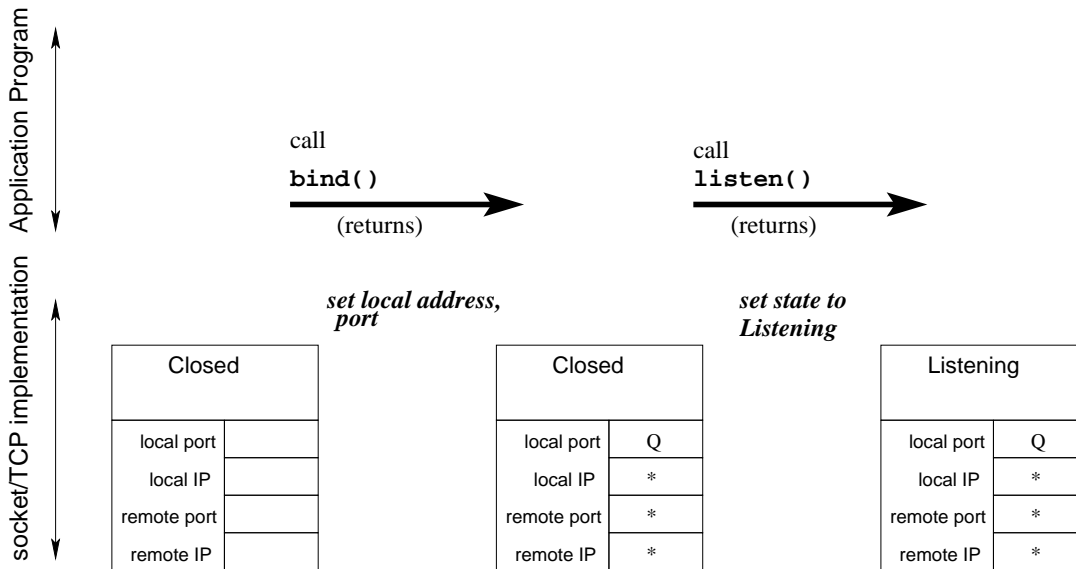 Application Program
call
bind()
(returns)
call
listen()
(returns)
socket/TCP implementation
set local address,
port
set state to
Listening
Closed
local port
local IP
remote port
remote IP
Closed
local port Q
local IP *
remote port *
remote IP *
Listening
local port Q
local IP *
remote port *
remote IP *